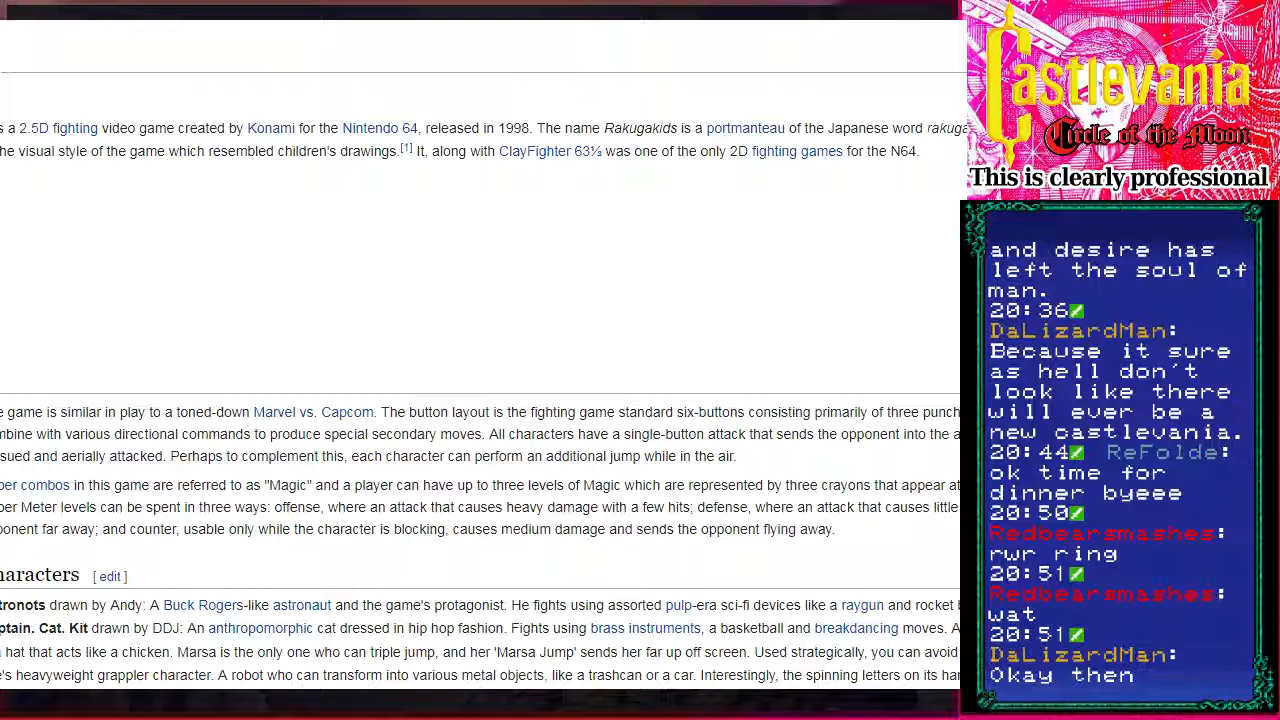 s a 2.5D fighting video game created by Konami for the Nintendo 64, released in 1998. The name Rakugakids is a portmanteau of the Japanese word rakuga
he visual style of the game which resembled children's drawings.[1] It along with ClayFighter 63⅓ was one of the only 2D fighting games for the N64.
e game is similar in play to a toned-down Marvel vs. Capcom. The button layout is the fighting game standard six-buttons consisting primarily of three punch
mbine with various directional commands to produce special secondary moves. All characters have a single-button attack that sends the opponent into the a
sued and aerially attacked. Perhaps to complement this, each character can perform an additional jump while in the air.
per combos in this game are referred to as "Magic" and a player can have up to three levels of Magic which are represented by three crayons that appear at
per Meter levels can be spent in three ways: offense, where an attack that causes heavy damage with a few hits; defense, where an attack that causes little
ponent far away; and counter, usable only while the character is blocking, causes medium damage and sends the opponent flying away.
haracters [ edit ]
tronots drawn by Andy: A Buck Rogers-like astronaut and the game's protagonist. He fights using assorted pulp-era sci-fi devices like a raygun and rocket b
ptain. Cat. Kit drawn by DDJ: An anthropomorphic cat dressed in hip hop fashion. Fights using brass instruments, a basketball and breakdancing moves. A
hat that acts like a chicken. Marsa is the only one who can triple jump, and her 'Marsa Jump' sends her far up off screen. Used strategically, you can avoid
e's heavyweight grappler character. A robot who can transform into various metal objects, like a trashcan or a car. Interestingly, the spinning letters on its han
Castlevania
Circle of the Moon
This is clearly professional
and desire has
left the soul of
man.
20:36
DaLizardMan:
Because it sure
as hell don't
look like there
will ever be a
new castlevania.
20:44 ReFolde:
ok time for
dinner byeee
20:50
Redbearsmashes:
rwr ring
20:51
Redbearsmashes:
wat
20:51
DaLizardMan:
Okay then